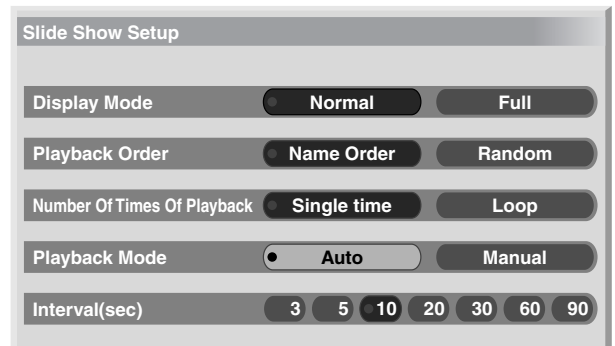 Slide Show Setup
Display Mode Normal Full
Playback Order Name Order Random
Number Of Times Of Playback Single time Loop
Playback Mode Auto Manual
Interval(sec) 3 5 10 20 30 60 90